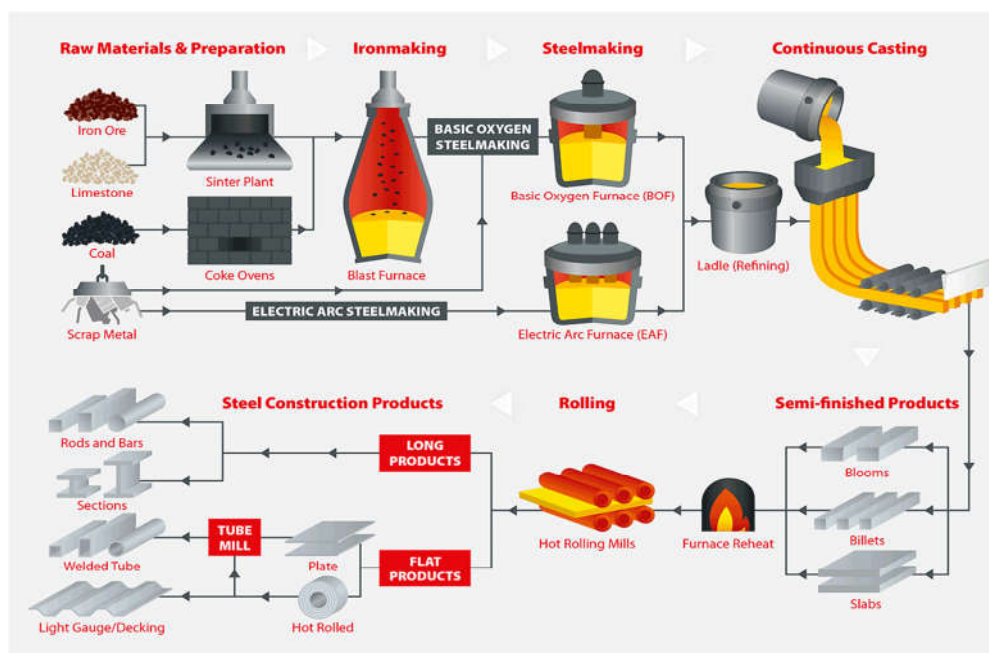 Raw Materials & Preparation
Ironmaking
Steelmaking
Continuous Casting
Iron Ore
Limestone
Coal
Scrap Metal
Sinter Plant
Coke Ovens
Blast Furnace
BASIC OXYGEN
STEELMAKING
ELECTRIC ARC STEELMAKING
Basic Oxygen Furnace (BOF)
Electric Arc Furnace (EAF)
Ladle (Refining)
Steel Construction Products
Rolling
Semi-finished Products
Rods and Bars
Sections
Welded Tube
Light Gauge/Decking
LONG
PRODUCTS
TUBE
MILL
Plate
FLAT
PRODUCTS
Hot Rolled
Hot Rolling Mills
Furnace Reheat
Blooms
Billets
Slabs